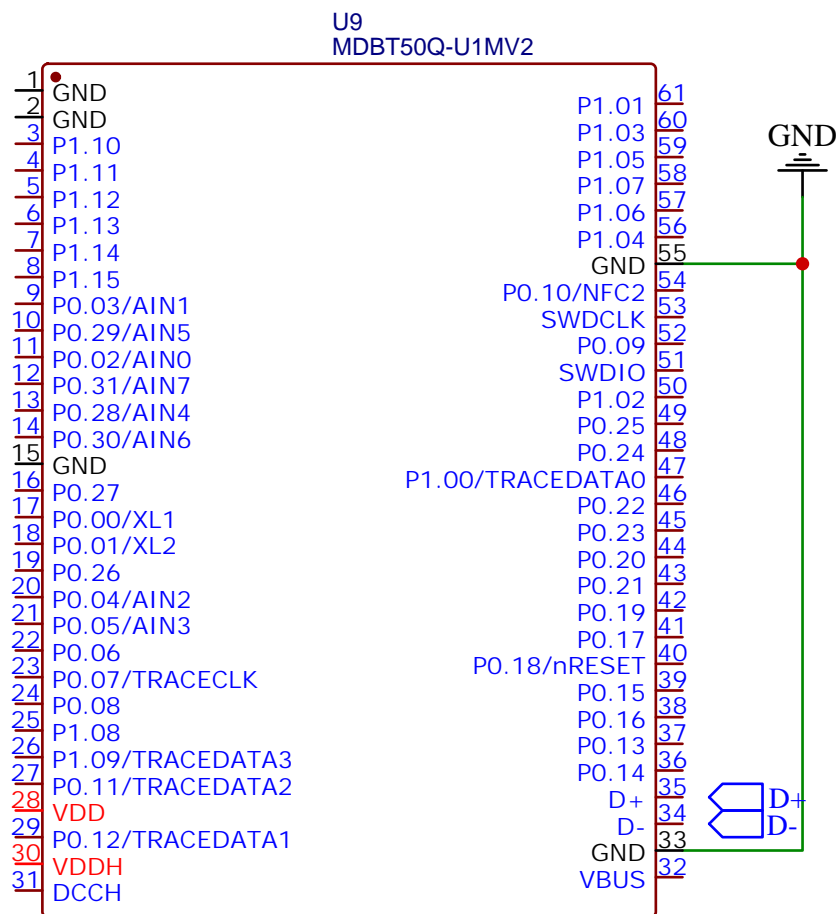 U9
MDBT50Q-U1MV2
1 GND
2 GND
3 P1.10
4 P1.11
5 P1.12
6 P1.13
7 P1.14
8 P1.15
9 P0.03/AIN1
10 P0.29/AIN5
11 P0.02/AIN0
12 P0.31/AIN7
13 P0.28/AIN4
14 P0.30/AIN6
15 GND
16 P0.27
17 P0.00/XL1
18 P0.01/XL2
19 P0.26
20 P0.04/AIN2
21 P0.05/AIN3
22 P0.06
23 P0.07/TRACECLK
24 P0.08
25 P1.08
26 P1.09/TRACEDATA3
27 P0.11/TRACEDATA2
28 VDD
29 P0.12/TRACEDATA1
30 VDDH
31 DCCH
P1.01 61
P1.03 60
P1.05 59
P1.07 58
P1.06 57
P1.04 56
GND 55
P0.10/NFC2 54
SWDCLK 53
P0.09 52
SWDIO 51
P1.02 50
P0.25 49
P0.24 48
P1.00/TRACEDATA0 47
P0.22 46
P0.23 45
P0.20 44
P0.21 43
P0.19 42
P0.17 41
P0.18/nRESET 40
P0.15 39
P0.16 38
P0.13 37
P0.14 36
D+ 35 D+
D- 34 D-
GND 33
VBUS 32
GND